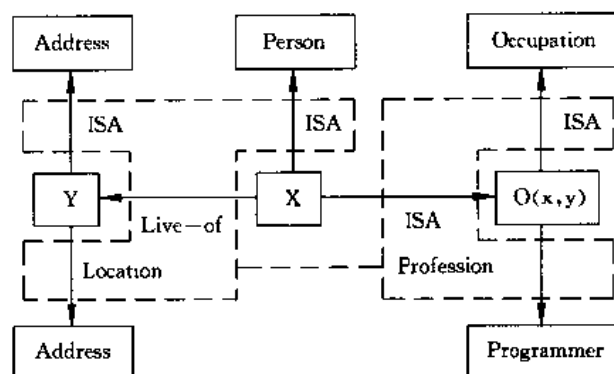 Address
Person
Occupation
ISA
ISA
ISA
Y
X
O(x,y)
Live-of
ISA
Location
Profession
Address
Programmer